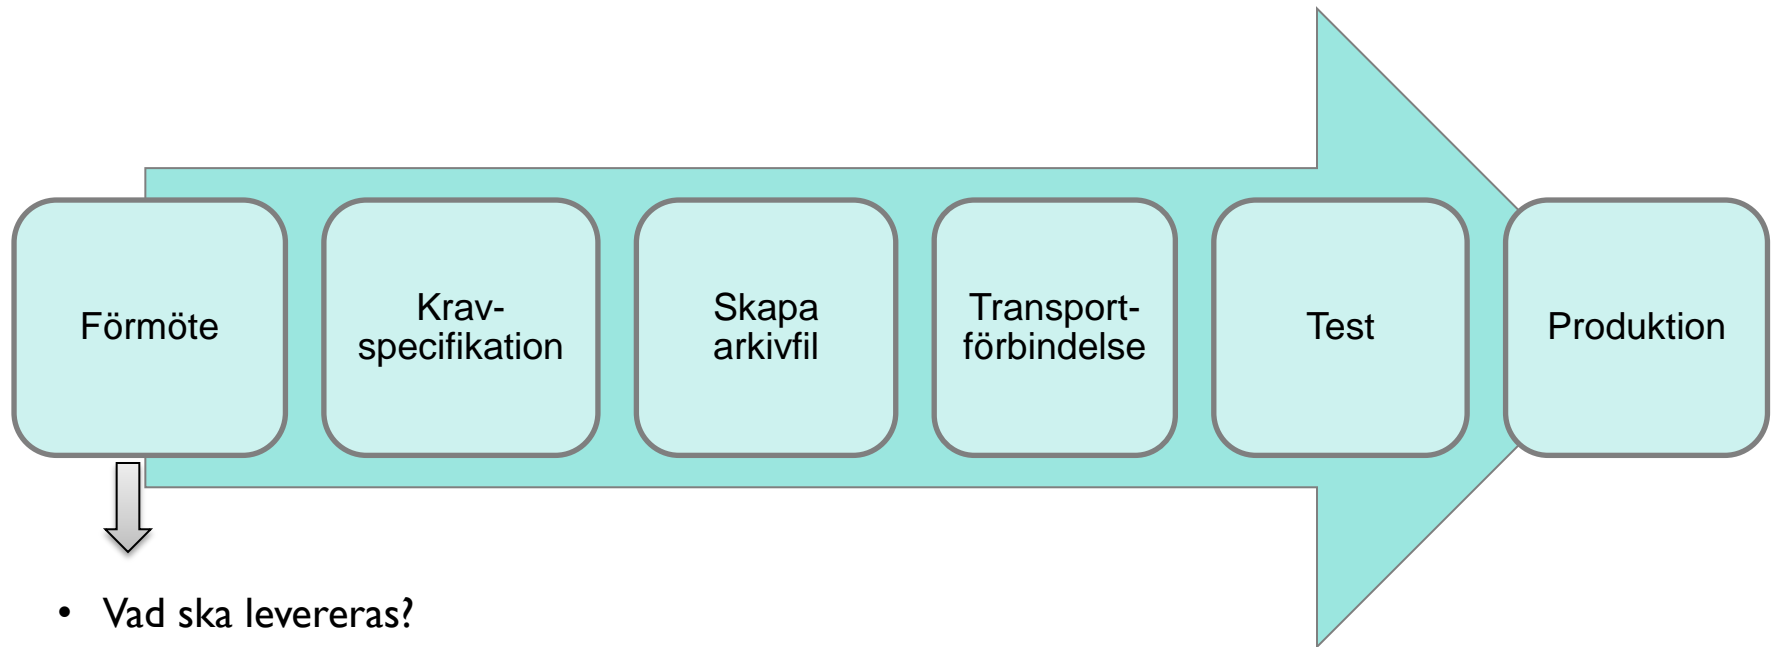 Förmöte
Krav-
specifikation
Skapa
arkivfil
Transport-
förbindelse
Test
Produktion
• Vad ska levereras?